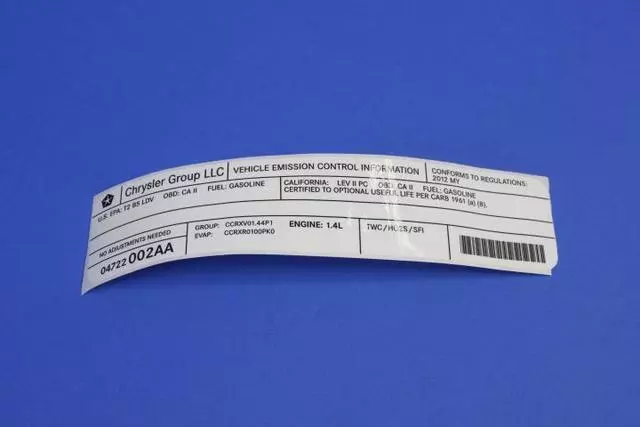 Chrysler Group LLC
VEHICLE EMISSION CONTROL INFORMATION
CONFORMS TO REGULATIONS:
2012 MY
U.S. EPA: T2 B5 LDV OBD: CA II FUEL: GASOLINE
CALIFORNIA: LEV II PC OBD: CA II FUEL: GASOLINE
CERTIFIED TO OPTIONAL USEFUL LIFE PER CARB 1961 (a) (8).
NO ADJUSTMENTS NEEDED
GROUP: CCRXV01.44P1
EVAP: CCRXR0100PK0
ENGINE: 1.4L
TWC/HO2S/SFI
04722002AA